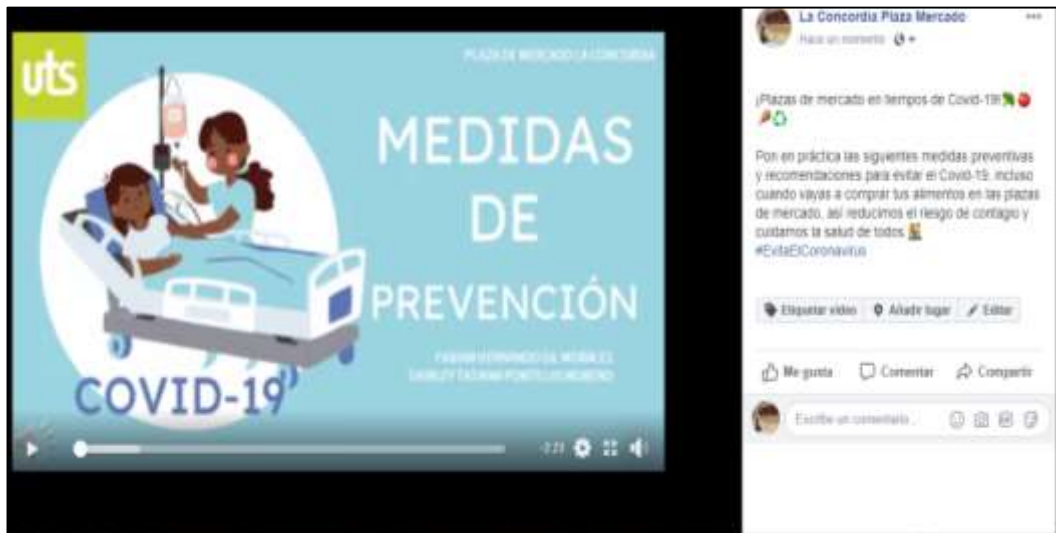 uts
PLAZA DE MERCADO LA CONCORDIA
MEDIDAS
DE
PREVENCIÓN
COVID-19
-2:23
La Concordia Plaza Mercado
Hace un momento
¡Plazas de mercado en tiempos de Covid-19!
Pon en práctica las siguientes medidas preventivas
y recomendaciones para evitar el Covid-19, incluso
cuando vayas a comprar tus alimentos en las plazas
de mercado, así reducimos el riesgo de contagio y
cuidamos la salud de todos.
#EvitaElCoronavirus
Etiquetar vídeo Añadir lugar Editar
Me gusta Comentar Compartir
Escribe un comentario...